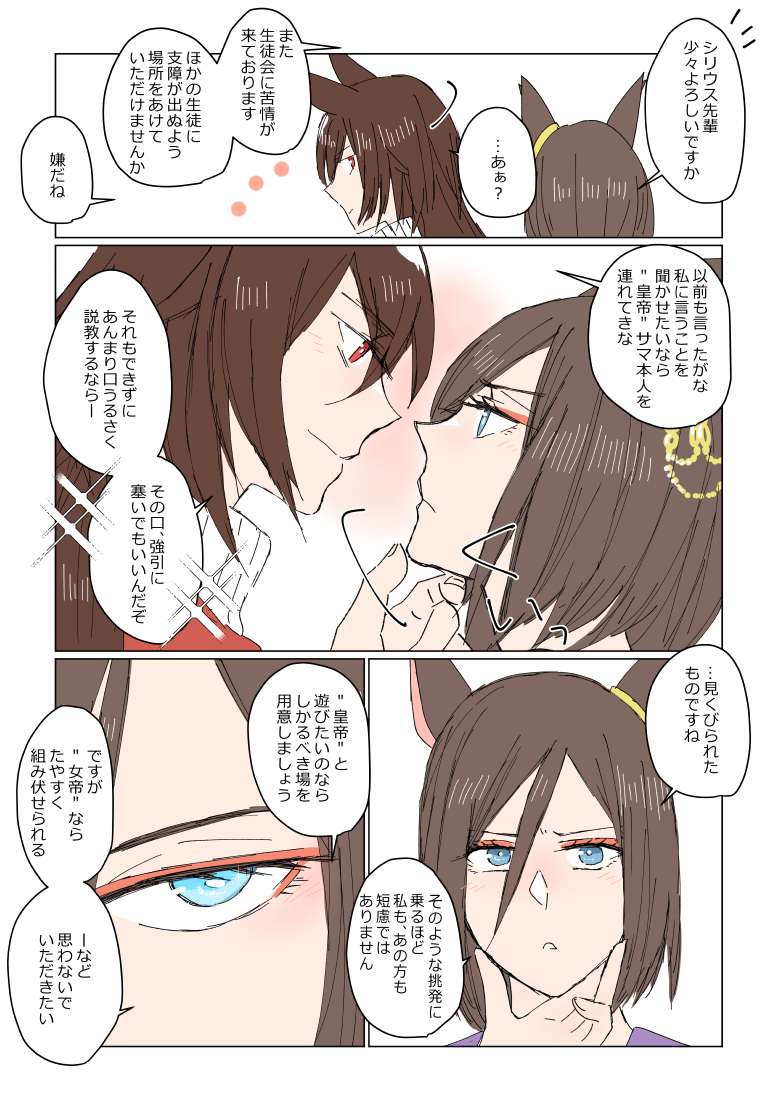 シリウス先輩
少々よろしいですか
…あぁ？
また
生徒会に苦情が
来ております
ほかの生徒に
支障が出ぬよう
場所をあけて
いただけませんか
嫌だね
以前も言ったがな
私に言うことを
聞かせたいなら
"皇帝"サマ本人を
連れてきな
それもできずに
あんまり口うるさく
説教するならー
その口、強引に
塞いでもいいんだぞ
くいっ
…見くびられた
ものですね
そのような挑発に
乗るほど
私も、あの方も
短慮では
ありません
"皇帝"と
遊びたいのなら
しかるべき場を
用意しましょう
ですが
"女帝"なら
たやすく
組み伏せられる
ーなど
思わないで
いただきたい